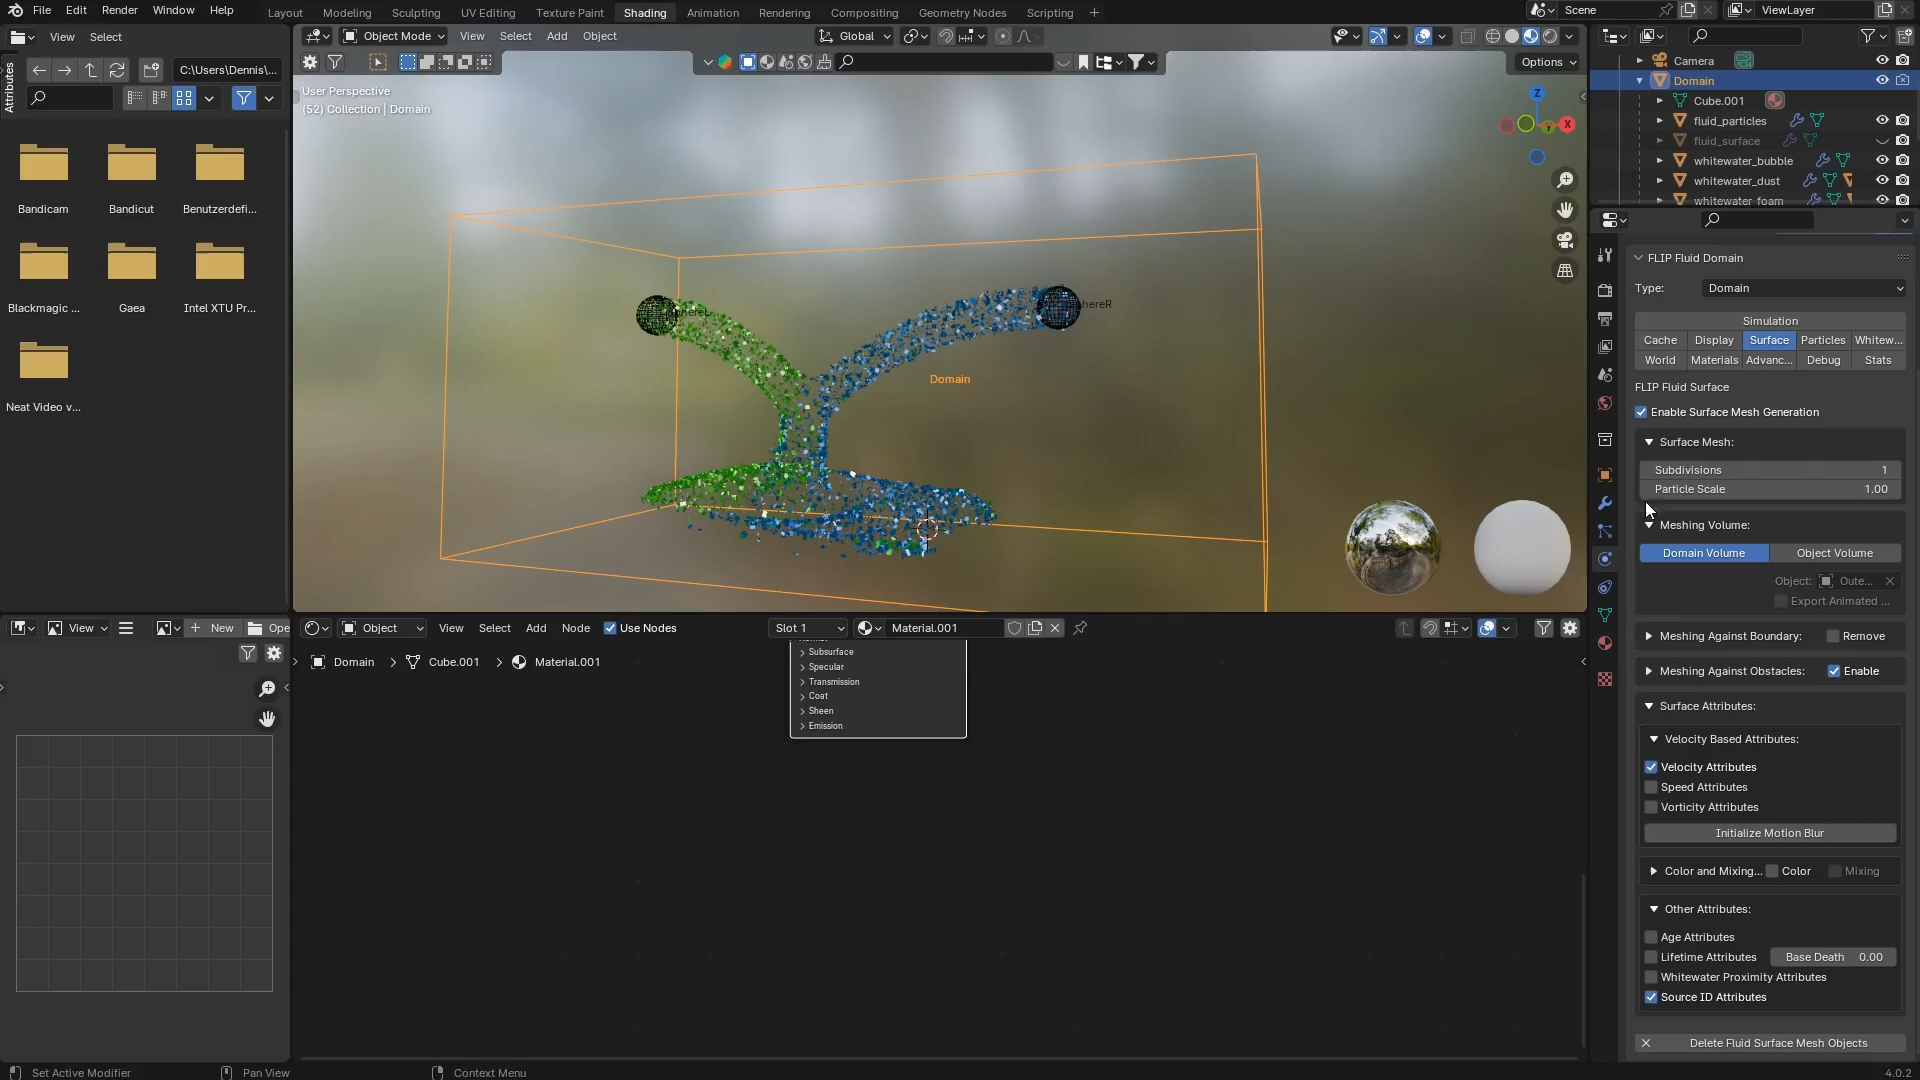 File Edit Render Window Help Layout Modeling Sculpting UV Editing Texture Paint Shading Animation Rendering Compositing Geometry Nodes Scripting + Scene ViewLayer
View Select
C:\Users\Dennis\...
Attributes
Bandicam Bandicut Benutzerdefi...
Blackmagic ... Gaea Intel XTU Pr...
Neat Video v...
Object Mode View Select Add Object Global
Options
User Perspective
(52) Collection | Domain
Z
X
hereL
hereR
Domain
Camera
Domain
Cube.001
fluid_particles
fluid_surface
whitewater_bubble
whitewater_dust
whitewater_foam
FLIP Fluid Domain
Type: Domain
Simulation
Cache Display Surface Particles Whitew...
World Materials Advanc... Debug Stats
FLIP Fluid Surface
Enable Surface Mesh Generation
Surface Mesh:
Subdivisions 1
Particle Scale 1.00
Meshing Volume:
Domain Volume Object Volume
Object: Oute...
Export Animated ...
Meshing Against Boundary: Remove
Meshing Against Obstacles: Enable
Surface Attributes:
Velocity Based Attributes:
Velocity Attributes
Speed Attributes
Vorticity Attributes
Initialize Motion Blur
Color and Mixing... Color Mixing
Other Attributes:
Age Attributes
Lifetime Attributes Base Death 0.00
Whitewater Proximity Attributes
Source ID Attributes
Delete Fluid Surface Mesh Objects
View + New Ope
Object View Select Add Node Use Nodes Slot 1 Material.001
Domain > Cube.001 > Material.001
Subsurface
Specular
Transmission
Coat
Sheen
Emission
Set Active Modifier Pan View Context Menu 4.0.2